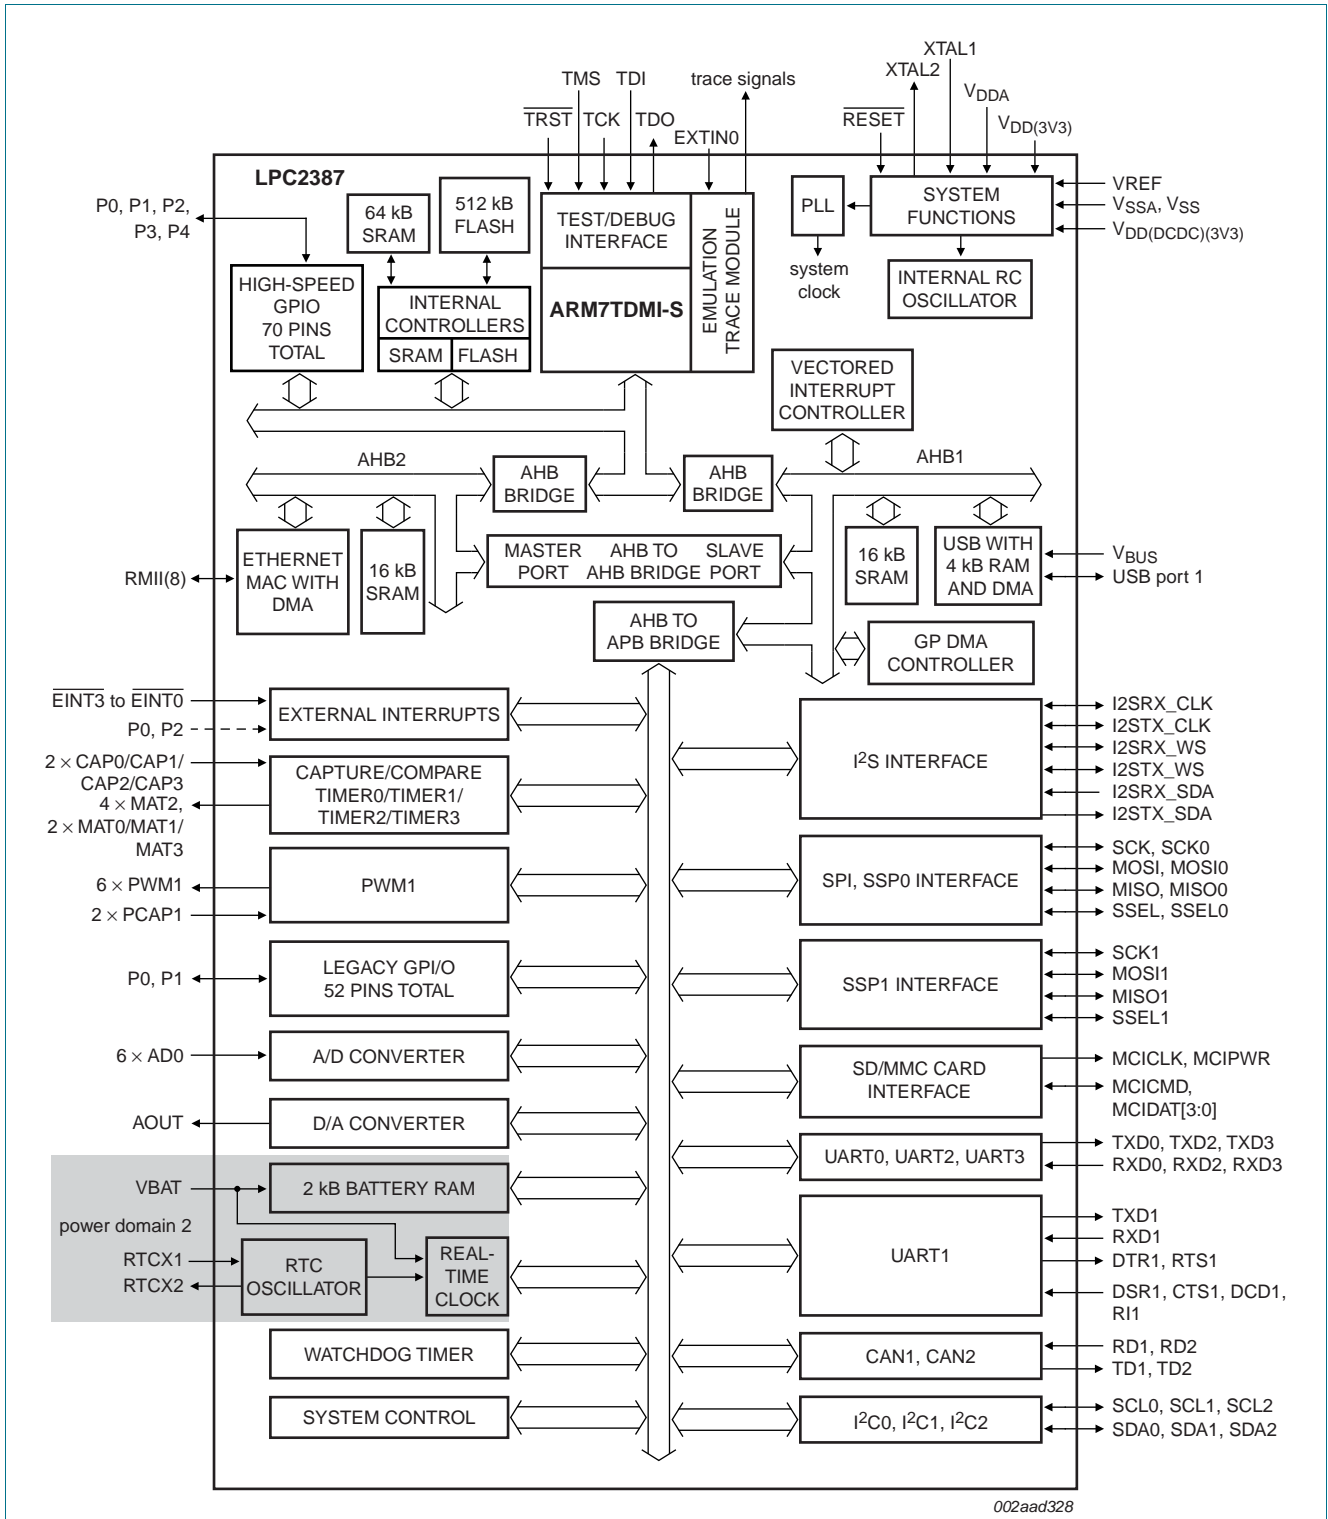 XTAL1
XTAL2
TMS TDI
trace signals
VDDA
TRST TCK TDO
RESET
VDD(3V3)
EXTIN0
LPC2387
P0, P1, P2,
P3, P4
64 kB
SRAM
512 kB
FLASH
TEST/DEBUG
INTERFACE
EMULATION
TRACE MODULE
PLL
SYSTEM
FUNCTIONS
VREF
VSSA, VSS
VDD(DCDC)(3V3)
system
clock
HIGH-SPEED
GPIO
70 PINS
TOTAL
INTERNAL
CONTROLLERS
SRAM FLASH
ARM7TDMI-S
INTERNAL RC
OSCILLATOR
VECTORED
INTERRUPT
CONTROLLER
AHB2
AHB
BRIDGE
AHB
BRIDGE
AHB1
ETHERNET
MAC WITH
DMA
16 kB
SRAM
MASTER AHB TO SLAVE
PORT AHB BRIDGE PORT
16 kB
SRAM
USB WITH
4 kB RAM
AND DMA
VBUS
USB port 1
RMII(8)
AHB TO
APB BRIDGE
GP DMA
CONTROLLER
EINT3 to EINT0
P0, P2
EXTERNAL INTERRUPTS
2 × CAP0/CAP1/
CAP2/CAP3
4 × MAT2,
2 × MAT0/MAT1/
MAT3
CAPTURE/COMPARE
TIMER0/TIMER1/
TIMER2/TIMER3
6 × PWM1
2 × PCAP1
PWM1
P0, P1
LEGACY GPI/O
52 PINS TOTAL
6 × AD0
A/D CONVERTER
AOUT
D/A CONVERTER
VBAT
2 kB BATTERY RAM
power domain 2
RTCX1
RTCX2
RTC
OSCILLATOR
REAL-
TIME
CLOCK
WATCHDOG TIMER
SYSTEM CONTROL
I2S INTERFACE
I2SRX_CLK
I2STX_CLK
I2SRX_WS
I2STX_WS
I2SRX_SDA
I2STX_SDA
SPI, SSP0 INTERFACE
SCK, SCK0
MOSI, MOSI0
MISO, MISO0
SSEL, SSEL0
SSP1 INTERFACE
SCK1
MOSI1
MISO1
SSEL1
SD/MMC CARD
INTERFACE
MCICLK, MCIPWR
MCICMD,
MCIDAT[3:0]
UART0, UART2, UART3
TXD0, TXD2, TXD3
RXD0, RXD2, RXD3
UART1
TXD1
RXD1
DTR1, RTS1
DSR1, CTS1, DCD1,
RI1
CAN1, CAN2
RD1, RD2
TD1, TD2
I2C0, I2C1, I2C2
SCL0, SCL1, SCL2
SDA0, SDA1, SDA2
002aad328